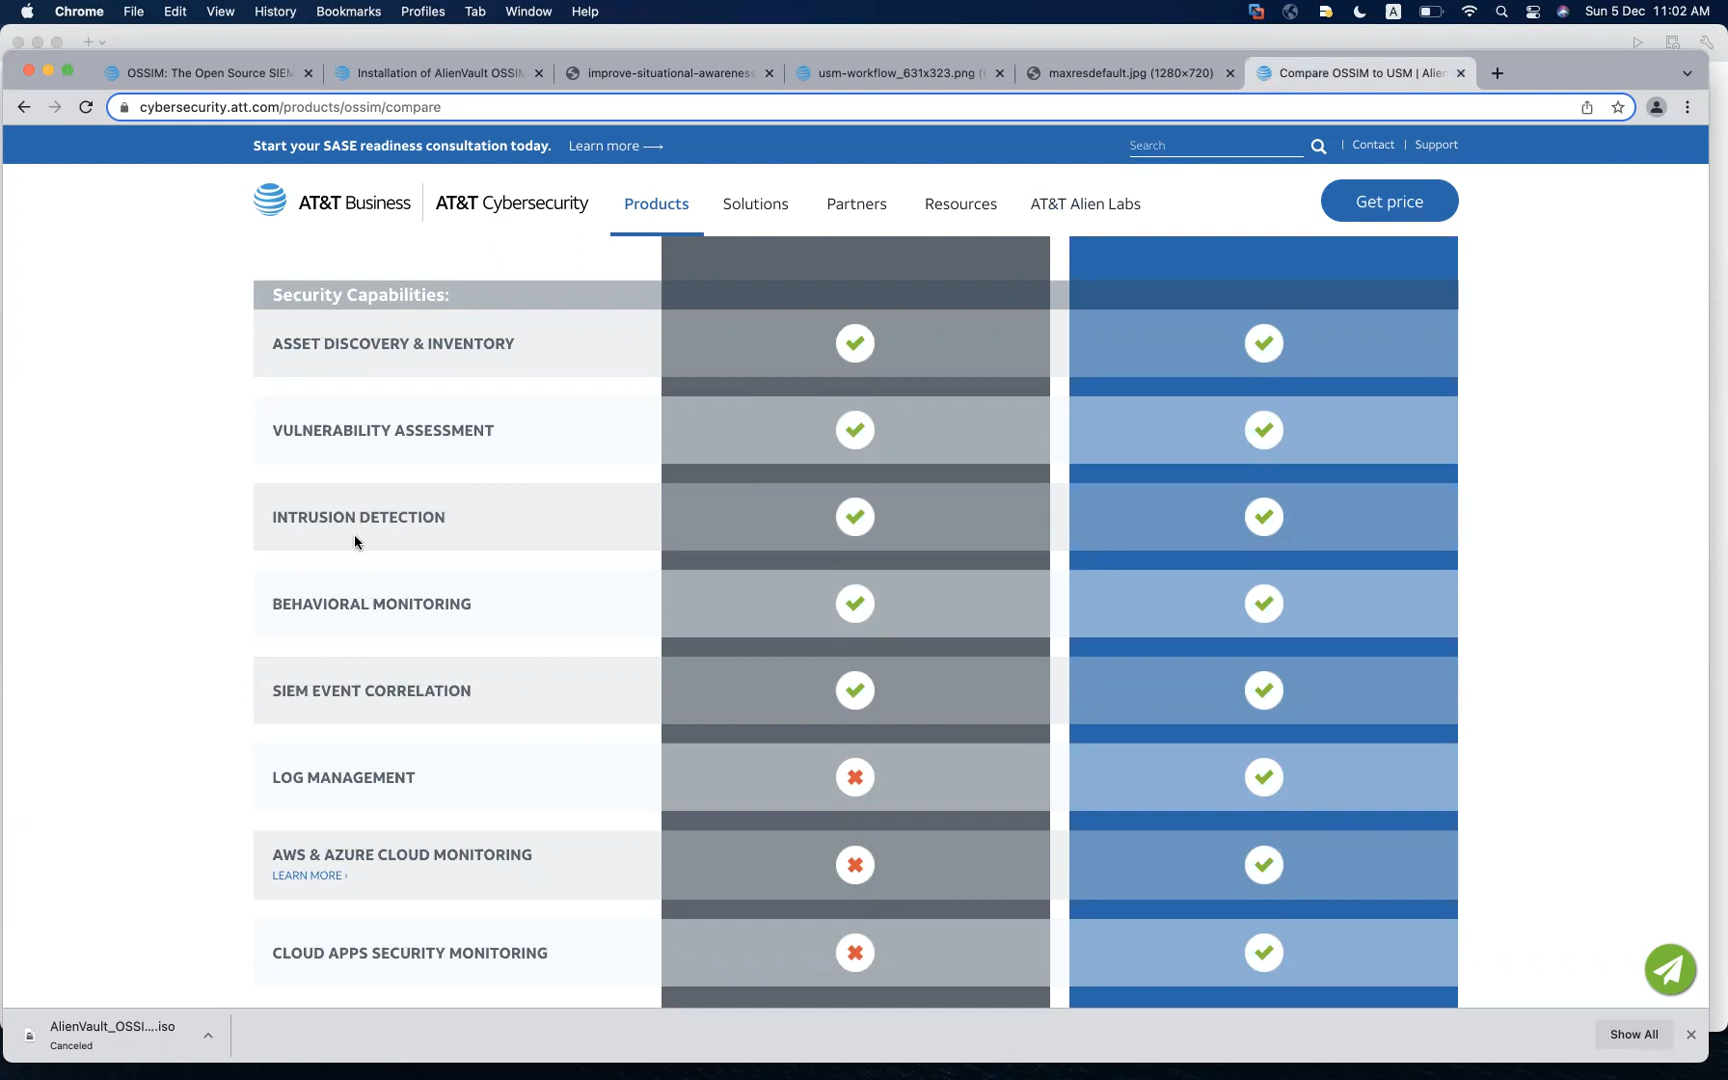 Chrome File Edit View History Bookmarks Profiles Tab Window Help A Sun 5 Dec 11:02 AM
OSSIM: The Open Source SIEM Installation of AlienVault OSSIM improve-situational-awareness usm-workflow_631x323.png ( maxresdefault.jpg (1280×720) Compare OSSIM to USM | Alien
cybersecurity.att.com/products/ossim/compare
Start your SASE readiness consultation today. Learn more Search | Contact | Support
AT&T Business AT&T Cybersecurity Products Solutions Partners Resources AT&T Alien Labs Get price
Security Capabilities:
ASSET DISCOVERY & INVENTORY
VULNERABILITY ASSESSMENT
INTRUSION DETECTION
BEHAVIORAL MONITORING
SIEM EVENT CORRELATION
LOG MANAGEMENT
AWS & AZURE CLOUD MONITORING
LEARN MORE ›
CLOUD APPS SECURITY MONITORING
AlienVault_OSSI....iso
Canceled
Show All